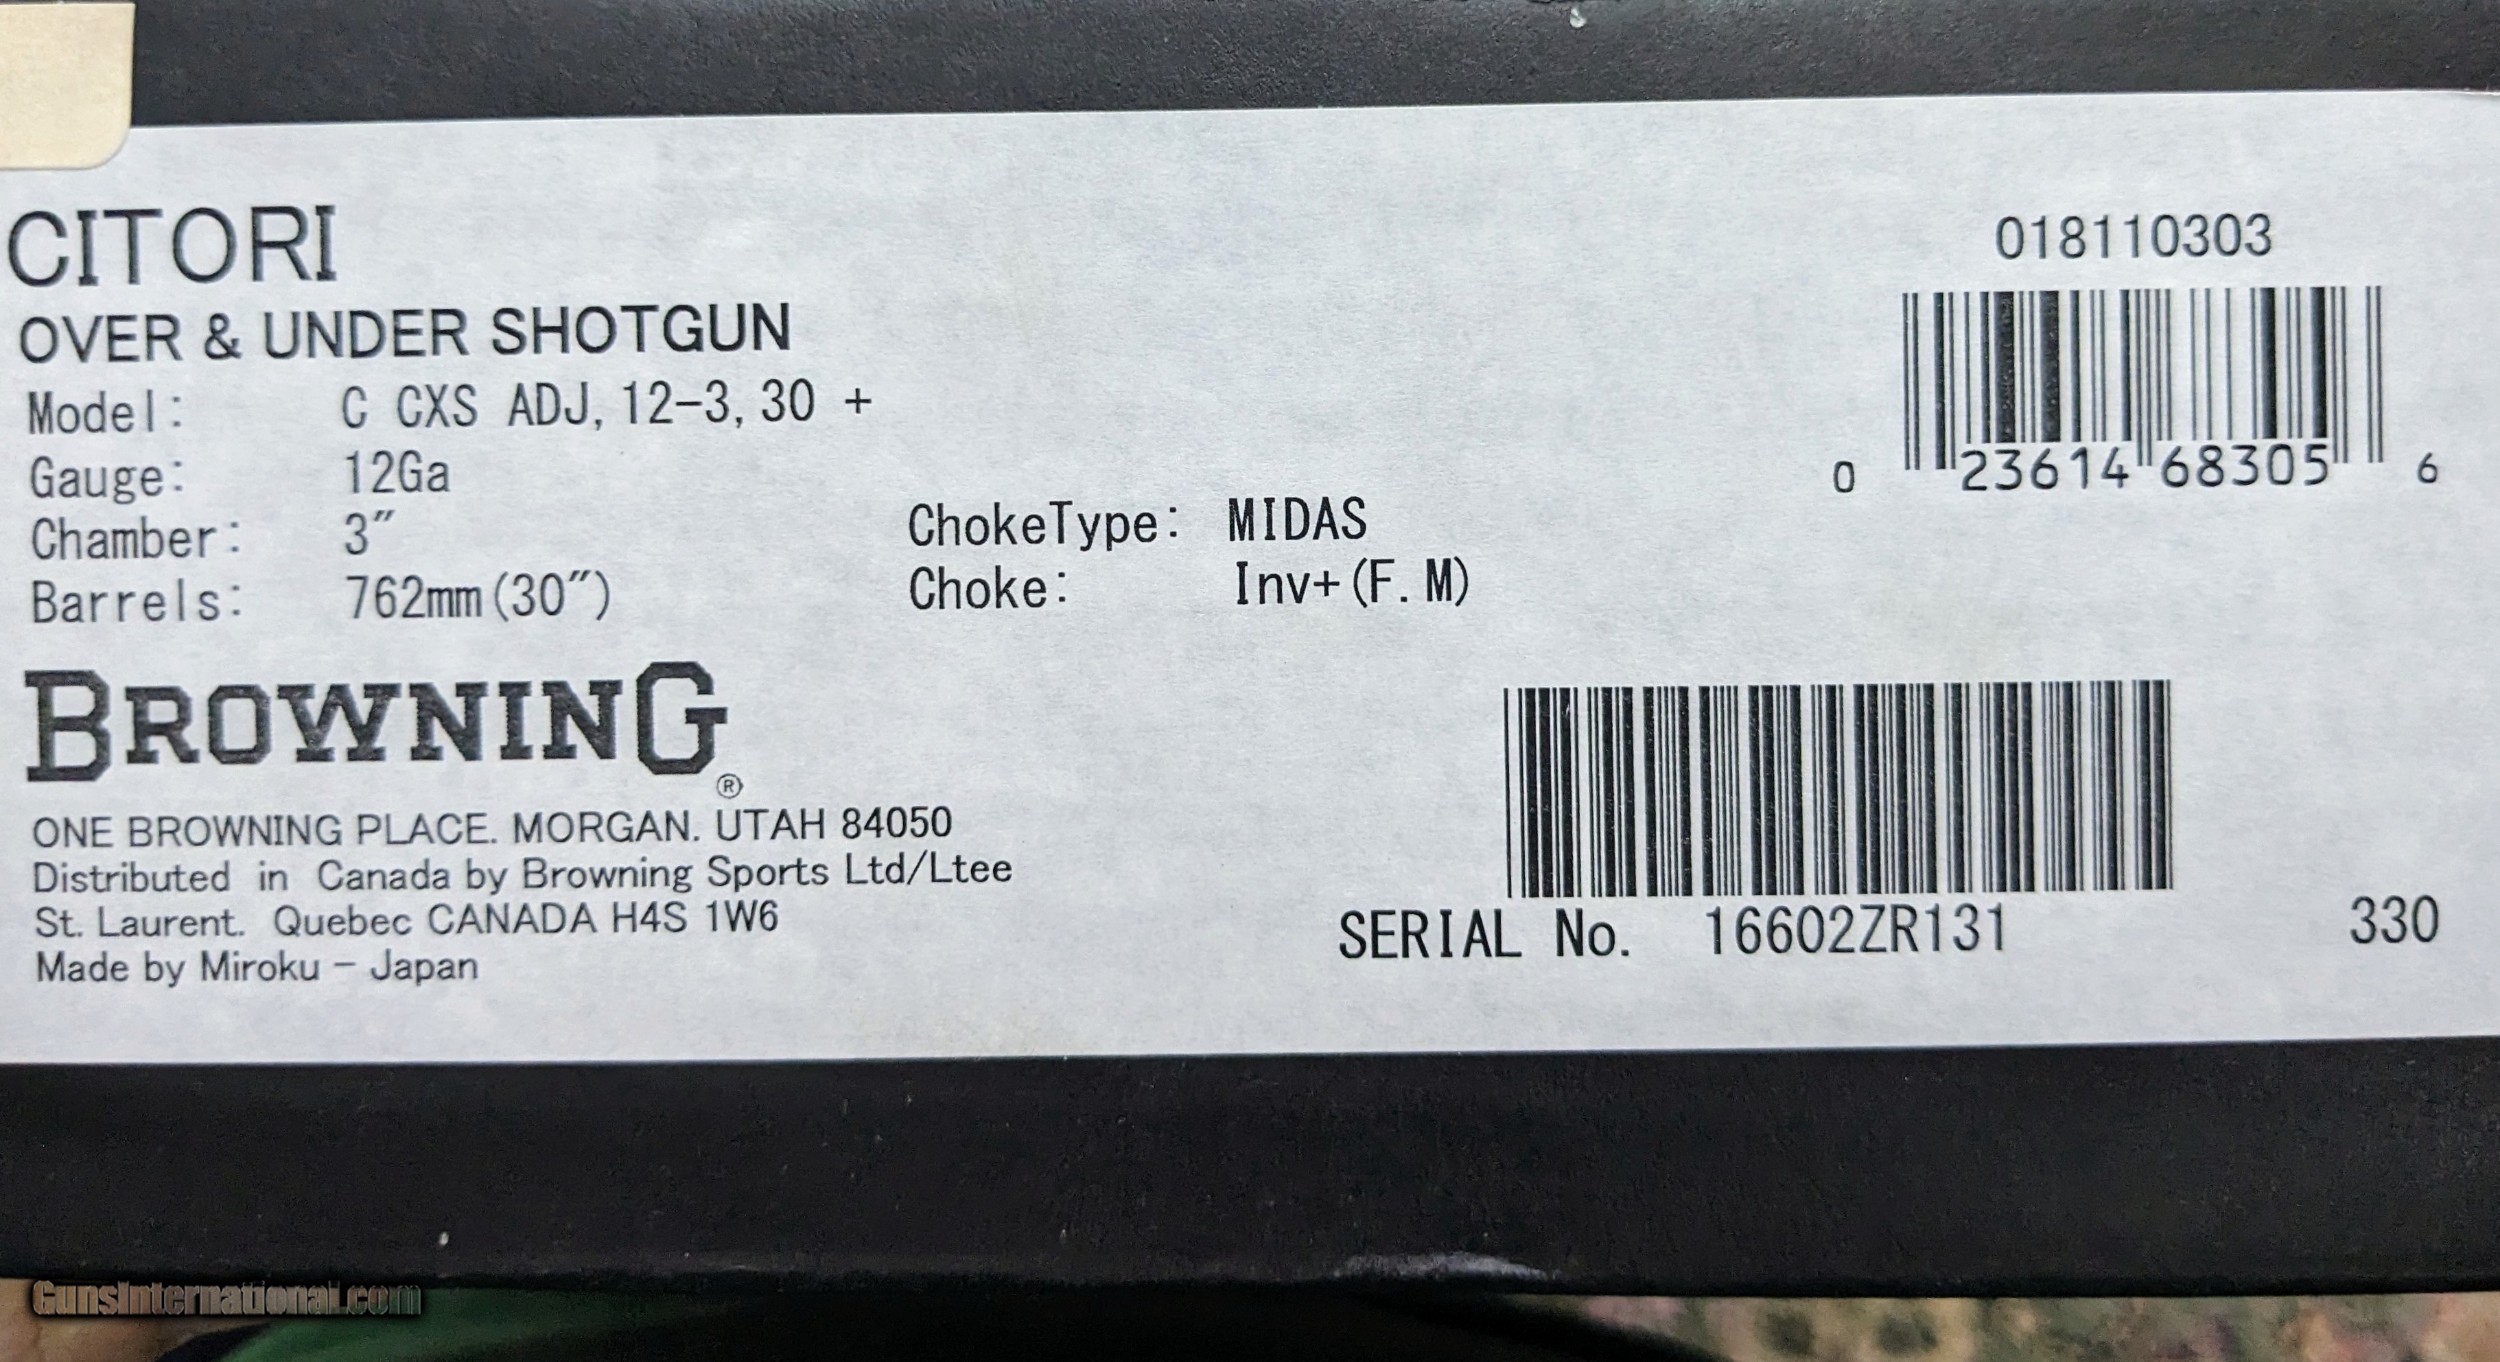 CITORI
OVER & UNDER SHOTGUN
Model: C CXS ADJ, 12-3, 30 +
Gauge: 12Ga
Chamber: 3"
Barrels: 762mm (30")
ChokeType: MIDAS
Choke: Inv+(F. M)
018110303
0 23614 68305 6
BROWNING®
ONE BROWNING PLACE. MORGAN. UTAH 84050
Distributed in Canada by Browning Sports Ltd/Ltee
St. Laurent. Quebec CANADA H4S 1W6
Made by Miroku - Japan
SERIAL No. 16602ZR131
330
GunsInternational.com